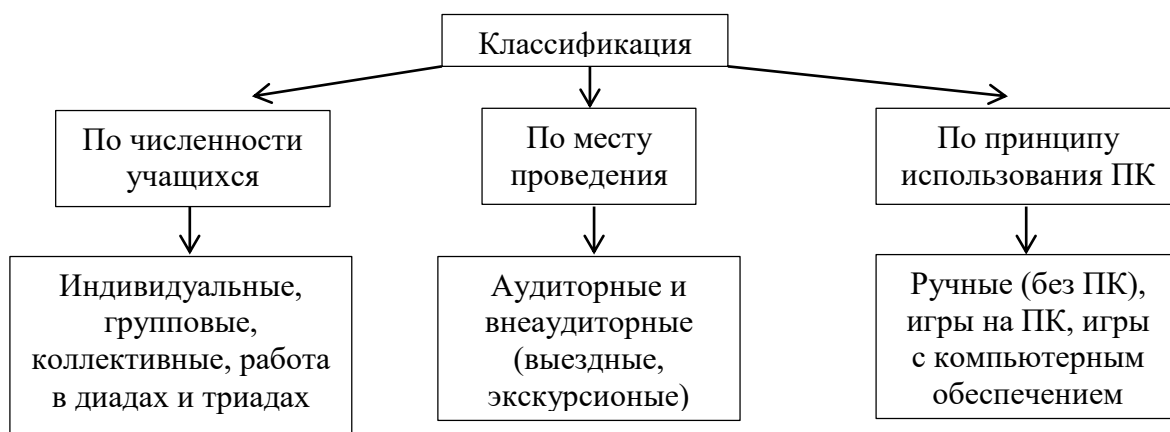 Классификация
По численности
учащихся
По месту
проведения
По принципу
использования ПК
Индивидуальные,
групповые,
коллективные, работа
в диадах и триадах
Аудиторные и
внеаудиторные
(выездные,
экскурсионые)
Ручные (без ПК),
игры на ПК, игры
с компьютерным
обеспечением